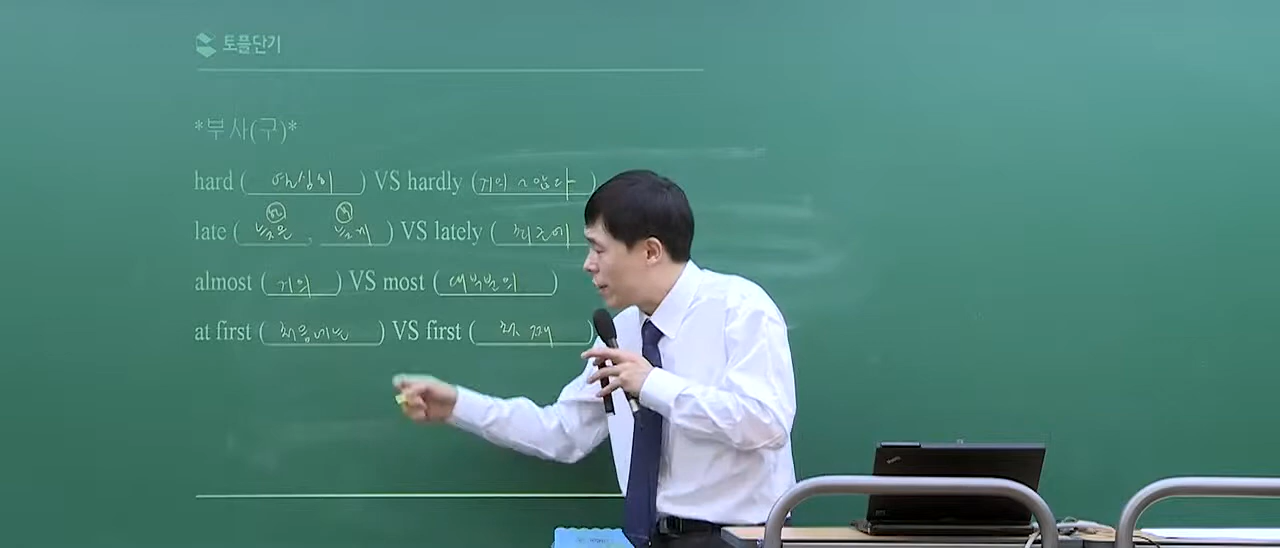 토플단기
*부사(구)*
hard ( 열심히 ) VS hardly ( 거의 ~않다 )
late ( 늦은 , 늦게 ) VS lately ( 최근에 )
almost ( 거의 ) VS most ( 대부분의 )
at first ( 처음에는 ) VS first ( 첫 째 )